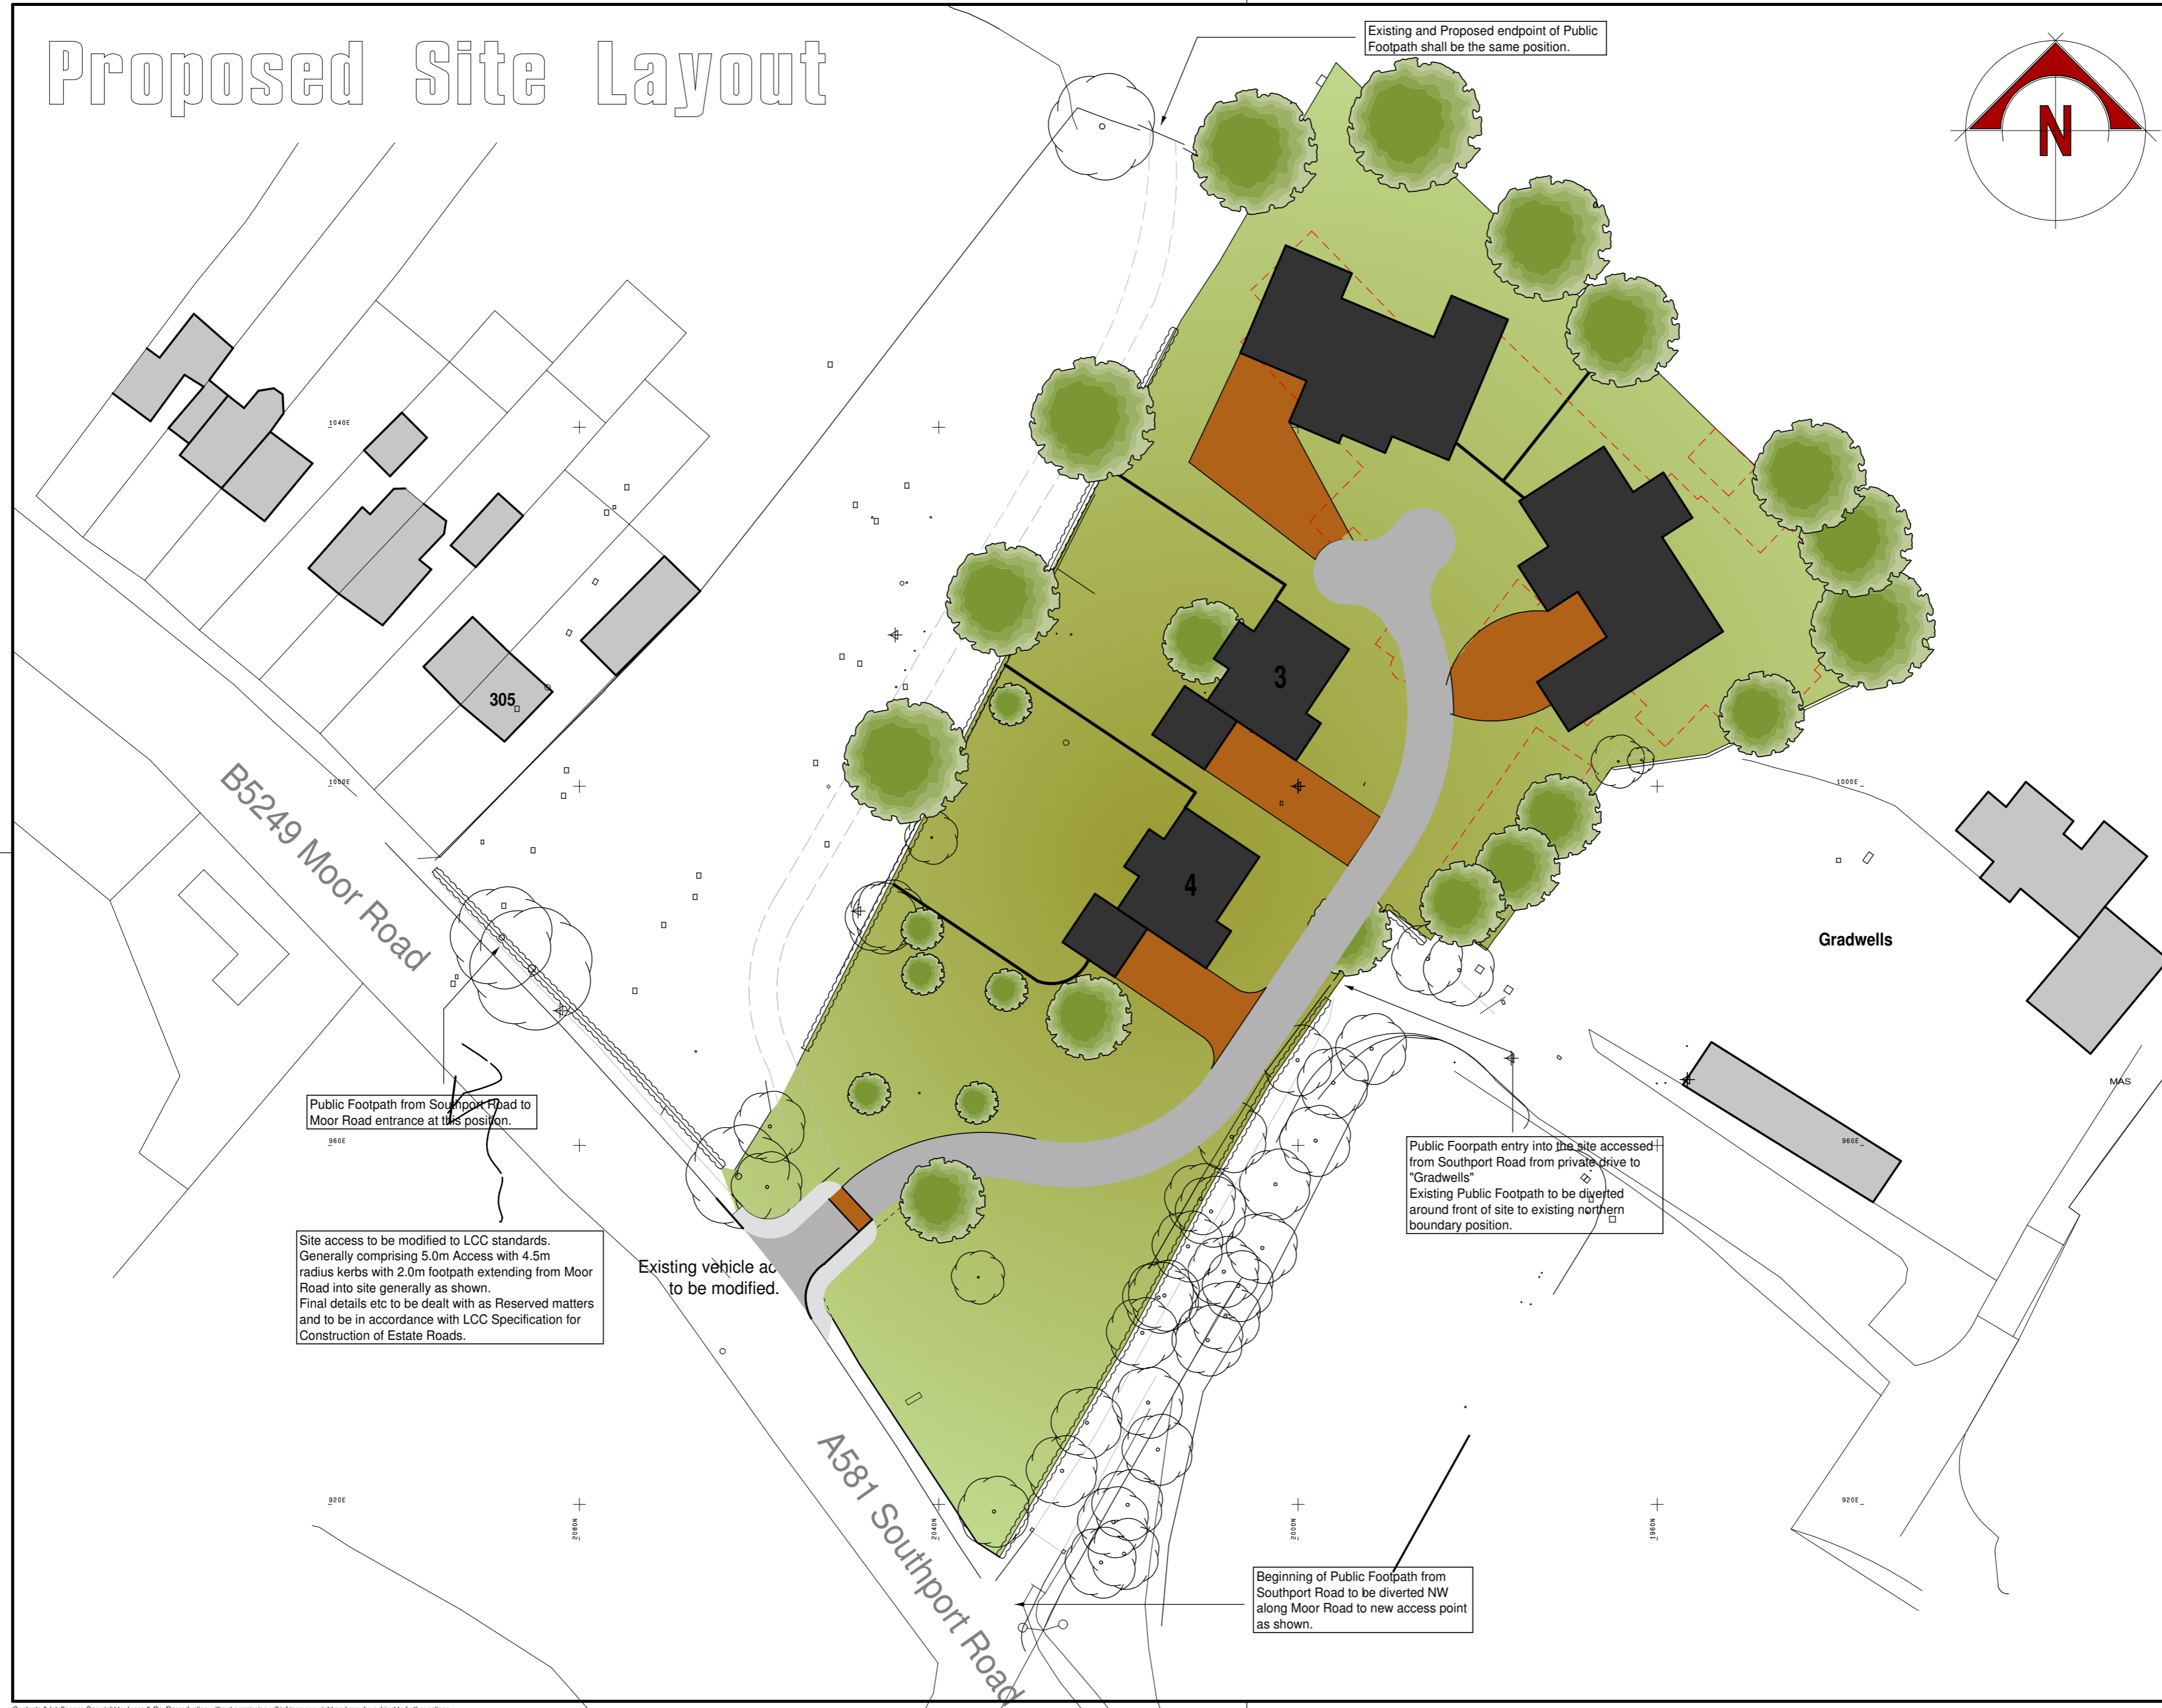 Proposed Site Layout
Existing and Proposed endpoint of Public
Footpath shall be the same position.
N
1040E
305
3
1000E
1000E
B5249 Moor Road
4
Gradwells
MAS
Public Footpath from Southport Road to
Moor Road entrance at this position.
960E
960E
Public Foorpath entry into the site accessed
from Southport Road from private drive to
"Gradwells"
Existing Public Footpath to be diverted
around front of site to existing northern
boundary position.
Site access to be modified to LCC standards.
Generally comprising 5.0m Access with 4.5m
radius kerbs with 2.0m footpath extending from Moor
Road into site generally as shown.
Final details etc to be dealt with as Reserved matters
and to be in accordance with LCC Specification for
Construction of Estate Roads.
Existing vehicle ac
to be modified.
A581 Southport Road
920E
920E
2080N
2040N
2000N
1960N
Beginning of Public Footpath from
Southport Road to be diverted NW
along Moor Road to new access point
as shown.